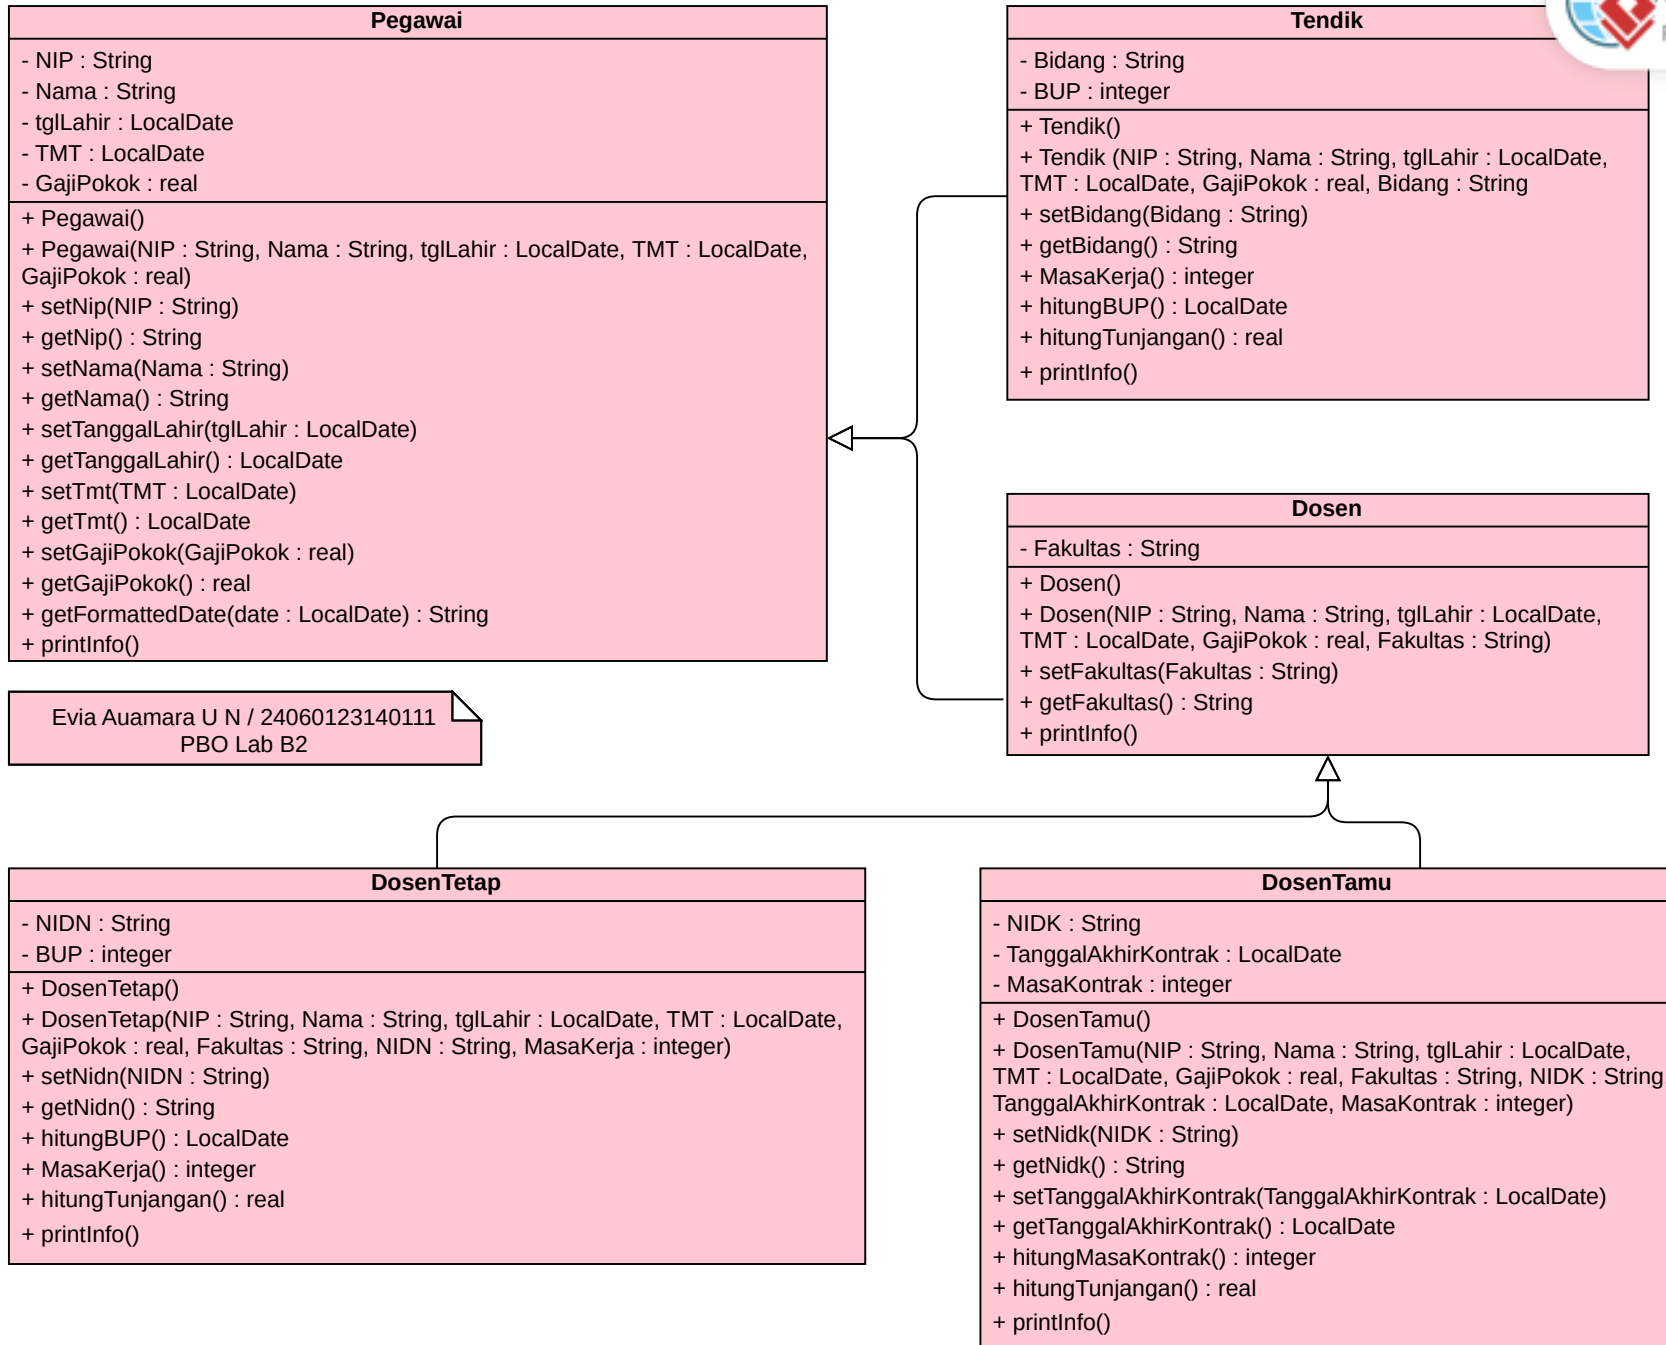 Pegawai
- NIP : String
- Nama : String
- tglLahir : LocalDate
- TMT : LocalDate
- GajiPokok : real
+ Pegawai()
+ Pegawai(NIP : String, Nama : String, tglLahir : LocalDate, TMT : LocalDate,
GajiPokok : real)
+ setNip(NIP : String)
+ getNip() : String
+ setNama(Nama : String)
+ getNama() : String
+ setTanggalLahir(tglLahir : LocalDate)
+ getTanggalLahir() : LocalDate
+ setTmt(TMT : LocalDate)
+ getTmt() : LocalDate
+ setGajiPokok(GajiPokok : real)
+ getGajiPokok() : real
+ getFormattedDate(date : LocalDate) : String
+ printInfo()
Tendik
- Bidang : String
- BUP : integer
+ Tendik()
+ Tendik (NIP : String, Nama : String, tglLahir : LocalDate,
TMT : LocalDate, GajiPokok : real, Bidang : String
+ setBidang(Bidang : String)
+ getBidang() : String
+ MasaKerja() : integer
+ hitungBUP() : LocalDate
+ hitungTunjangan() : real
+ printInfo()
Dosen
- Fakultas : String
+ Dosen()
+ Dosen(NIP : String, Nama : String, tglLahir : LocalDate,
TMT : LocalDate, GajiPokok : real, Fakultas : String)
+ setFakultas(Fakultas : String)
+ getFakultas() : String
+ printInfo()
Evia Auamara U N / 24060123140111
PBO Lab B2
DosenTetap
- NIDN : String
- BUP : integer
+ DosenTetap()
+ DosenTetap(NIP : String, Nama : String, tglLahir : LocalDate, TMT : LocalDate,
GajiPokok : real, Fakultas : String, NIDN : String, MasaKerja : integer)
+ setNidn(NIDN : String)
+ getNidn() : String
+ hitungBUP() : LocalDate
+ MasaKerja() : integer
+ hitungTunjangan() : real
+ printInfo()
DosenTamu
- NIDK : String
- TanggalAkhirKontrak : LocalDate
- MasaKontrak : integer
+ DosenTamu()
+ DosenTamu(NIP : String, Nama : String, tglLahir : LocalDate,
TMT : LocalDate, GajiPokok : real, Fakultas : String, NIDK : String
TanggalAkhirKontrak : LocalDate, MasaKontrak : integer)
+ setNidk(NIDK : String)
+ getNidk() : String
+ setTanggalAkhirKontrak(TanggalAkhirKontrak : LocalDate)
+ getTanggalAkhirKontrak() : LocalDate
+ hitungMasaKontrak() : integer
+ hitungTunjangan() : real
+ printInfo()